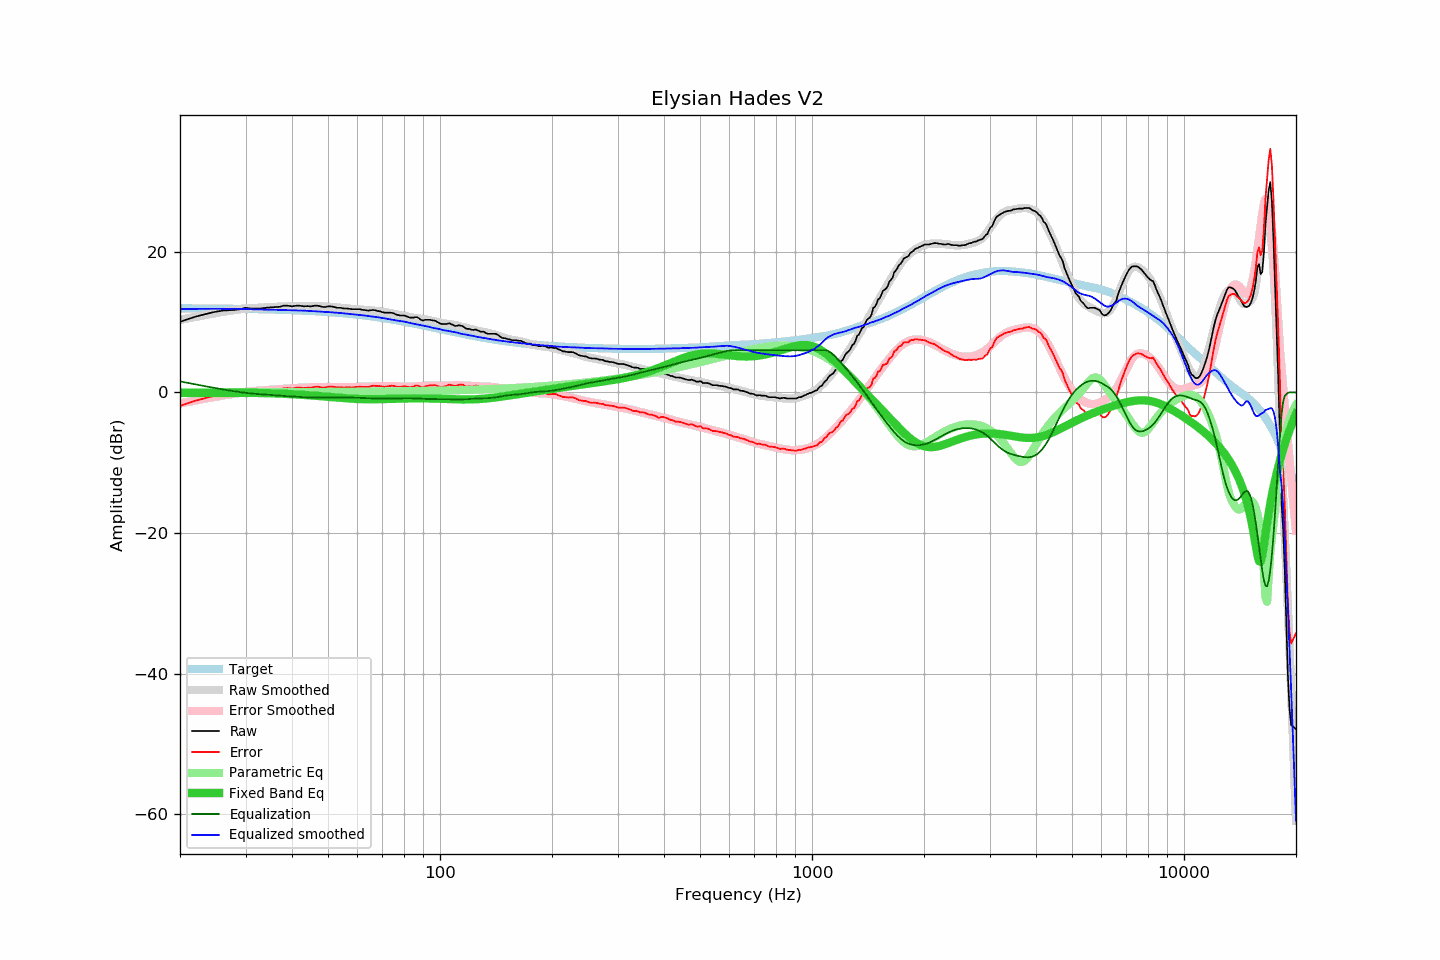 Elysian Hades V2
20
0
−20
−40
−60
Amplitude (dBr)
Target
Raw Smoothed
Error Smoothed
Raw
Error
Parametric Eq
Fixed Band Eq
Equalization
Equalized smoothed
100 1000 10000
Frequency (Hz)